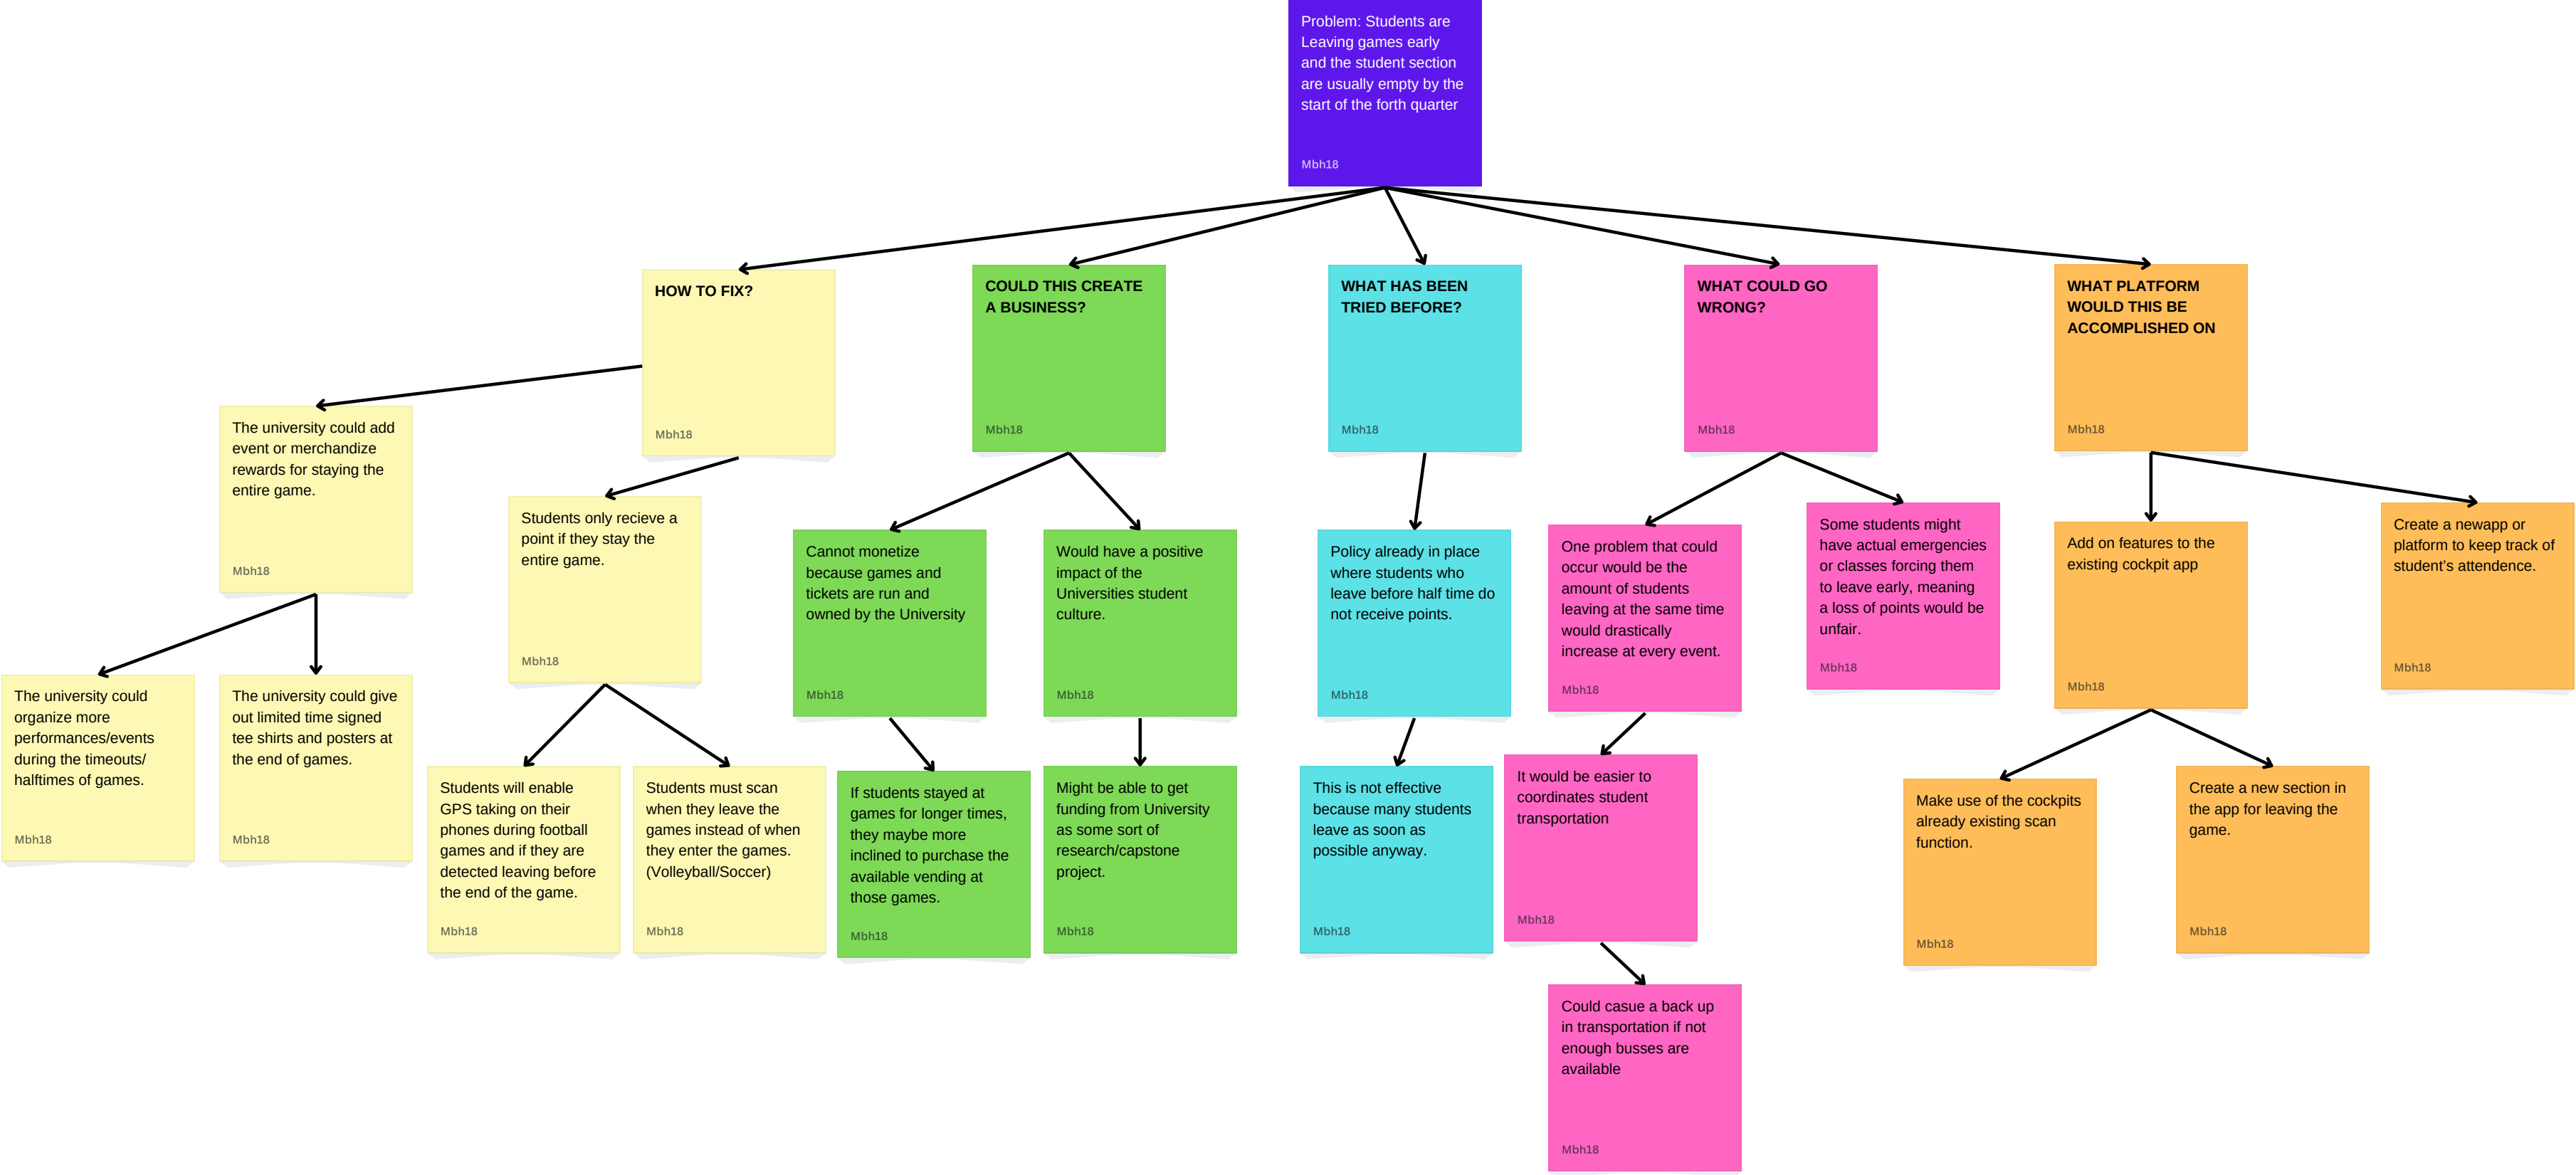 Problem: Students are
Leaving games early
and the student section
are usually empty by the
start of the forth quarter
Mbh18
HOW TO FIX?
Mbh18
COULD THIS CREATE
A BUSINESS?
Mbh18
WHAT HAS BEEN
TRIED BEFORE?
Mbh18
WHAT COULD GO
WRONG?
Mbh18
WHAT PLATFORM
WOULD THIS BE
ACCOMPLISHED ON
Mbh18
The university could add
event or merchandize
rewards for staying the
entire game.
Mbh18
Students only recieve a
point if they stay the
entire game.
Mbh18
Cannot monetize
because games and
tickets are run and
owned by the University
Mbh18
Would have a positive
impact of the
Universities student
culture.
Mbh18
Policy already in place
where students who
leave before half time do
not receive points.
Mbh18
One problem that could
occur would be the
amount of students
leaving at the same time
would drastically
increase at every event.
Mbh18
Some students might
have actual emergencies
or classes forcing them
to leave early, meaning
a loss of points would be
unfair.
Mbh18
Add on features to the
existing cockpit app
Mbh18
Create a newapp or
platform to keep track of
student’s attendence.
Mbh18
The university could
organize more
performances/events
during the timeouts/
halftimes of games.
Mbh18
The university could give
out limited time signed
tee shirts and posters at
the end of games.
Mbh18
Students will enable
GPS taking on their
phones during football
games and if they are
detected leaving before
the end of the game.
Mbh18
Students must scan
when they leave the
games instead of when
they enter the games.
(Volleyball/Soccer)
Mbh18
If students stayed at
games for longer times,
they maybe more
inclined to purchase the
available vending at
those games.
Mbh18
Might be able to get
funding from University
as some sort of
research/capstone
project.
Mbh18
This is not effective
because many students
leave as soon as
possible anyway.
Mbh18
It would be easier to
coordinates student
transportation
Mbh18
Make use of the cockpits
already existing scan
function.
Mbh18
Create a new section in
the app for leaving the
game.
Mbh18
Could casue a back up
in transportation if not
enough busses are
available
Mbh18